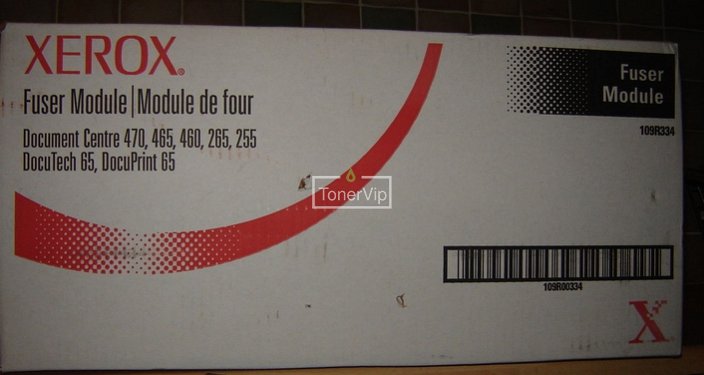 XEROX®
Fuser Module | Module de four
Document Centre 470, 465, 460, 265, 255
DocuTech 65, DocuPrint 65
Fuser
Module
109R334
TonerVip
109R00334
X